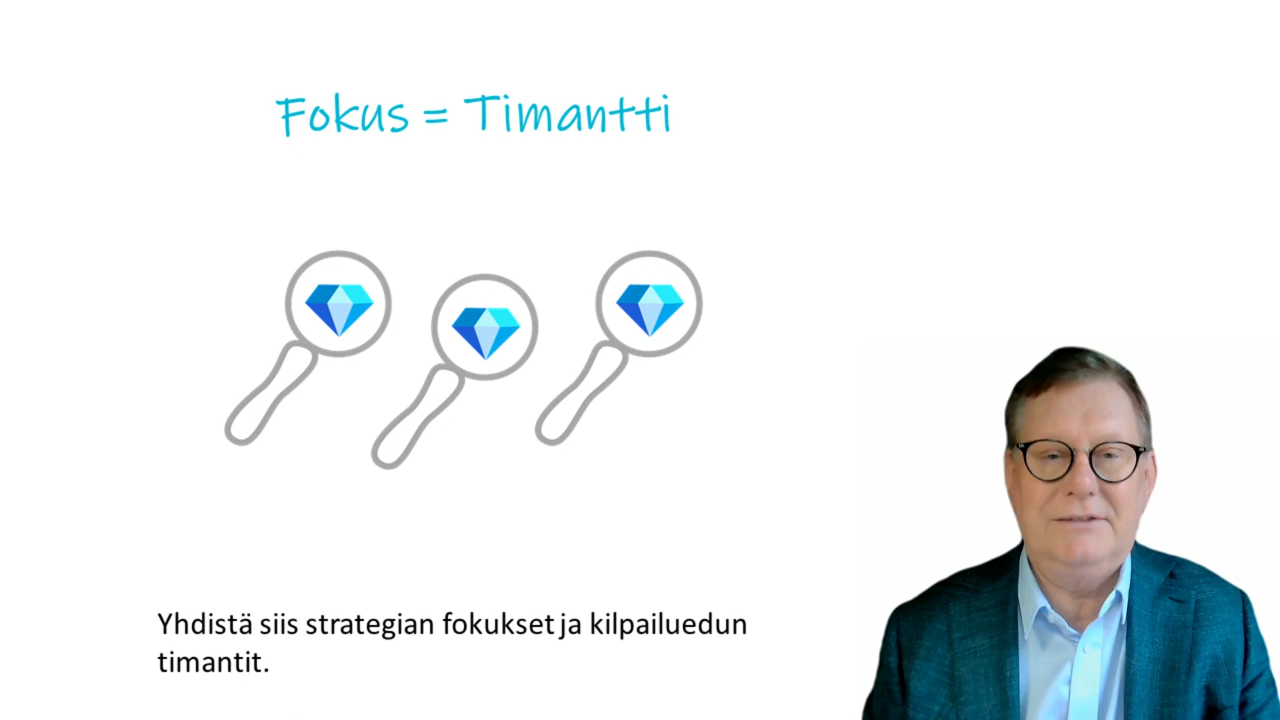 Fokus = Timantti
Yhdistä siis strategian fokukset ja kilpailuedun
timantit.